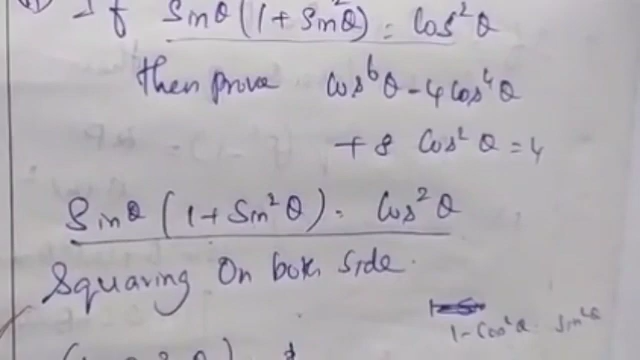 If Sinθ(1+Sin²θ) = Cos²θ
then prove Cos⁶θ - 4Cos⁴θ
+ 8 Cos²θ = 4
Sinθ (1+Sin²θ) = Cos²θ
Squaring On both side.
1-Cos²θ = Sin²θ